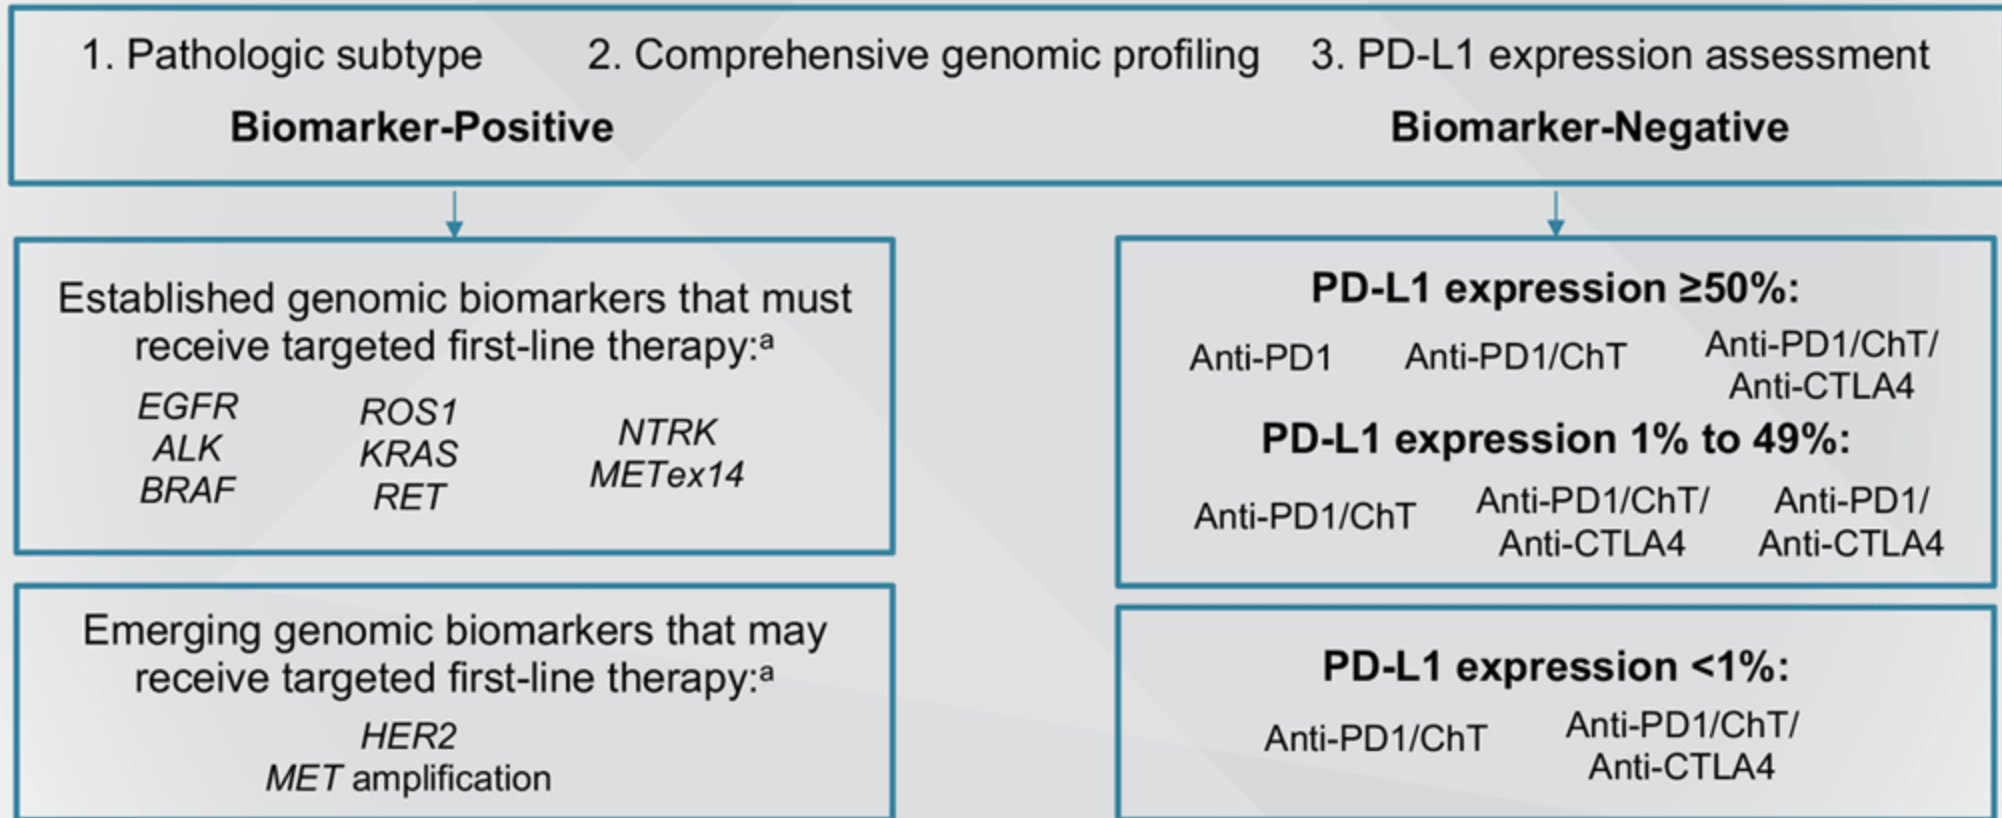 1. Pathologic subtype 2. Comprehensive genomic profiling 3. PD-L1 expression assessment
Biomarker-Positive
Biomarker-Negative
Established genomic biomarkers that must
receive targeted first-line therapy:ᵃ
EGFR
ALK
BRAF
ROS1
KRAS
RET
NTRK
METex14
Emerging genomic biomarkers that may
receive targeted first-line therapy:ᵃ
HER2
MET amplification
PD-L1 expression ≥50%:
Anti-PD1
Anti-PD1/ChT
Anti-PD1/ChT/
Anti-CTLA4
PD-L1 expression 1% to 49%:
Anti-PD1/ChT
Anti-PD1/ChT/
Anti-CTLA4
Anti-PD1/
Anti-CTLA4
PD-L1 expression <1%:
Anti-PD1/ChT
Anti-PD1/ChT/
Anti-CTLA4